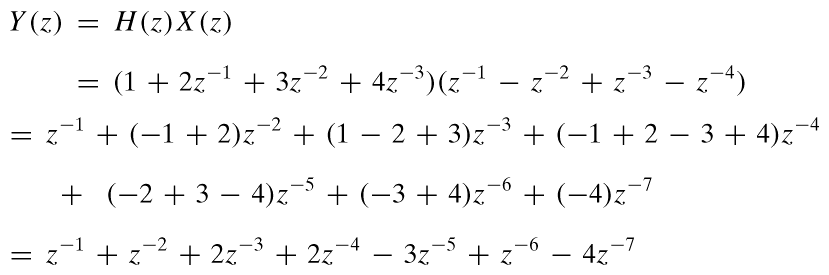 Y(z) = H(z)X(z)
= (1 + 2z⁻¹ + 3z⁻² + 4z⁻³)(z⁻¹ − z⁻² + z⁻³ − z⁻⁴)
= z⁻¹ + (−1 + 2)z⁻² + (1 − 2 + 3)z⁻³ + (−1 + 2 − 3 + 4)z⁻⁴
+ (−2 + 3 − 4)z⁻⁵ + (−3 + 4)z⁻⁶ + (−4)z⁻⁷
= z⁻¹ + z⁻² + 2z⁻³ + 2z⁻⁴ − 3z⁻⁵ + z⁻⁶ − 4z⁻⁷